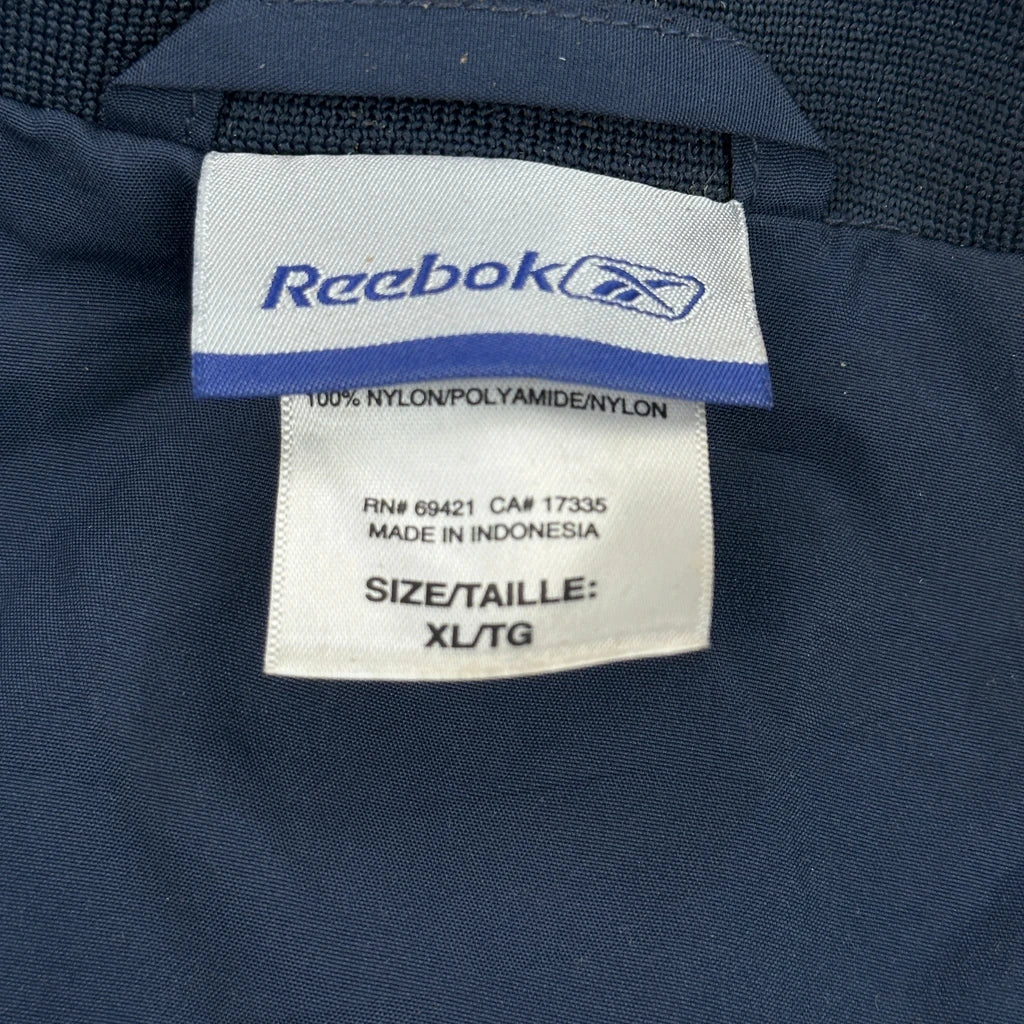 Reebok
100% NYLON/POLYAMIDE/NYLON
RN# 69421 CA# 17335
MADE IN INDONESIA
SIZE/TAILLE:
XL/TG